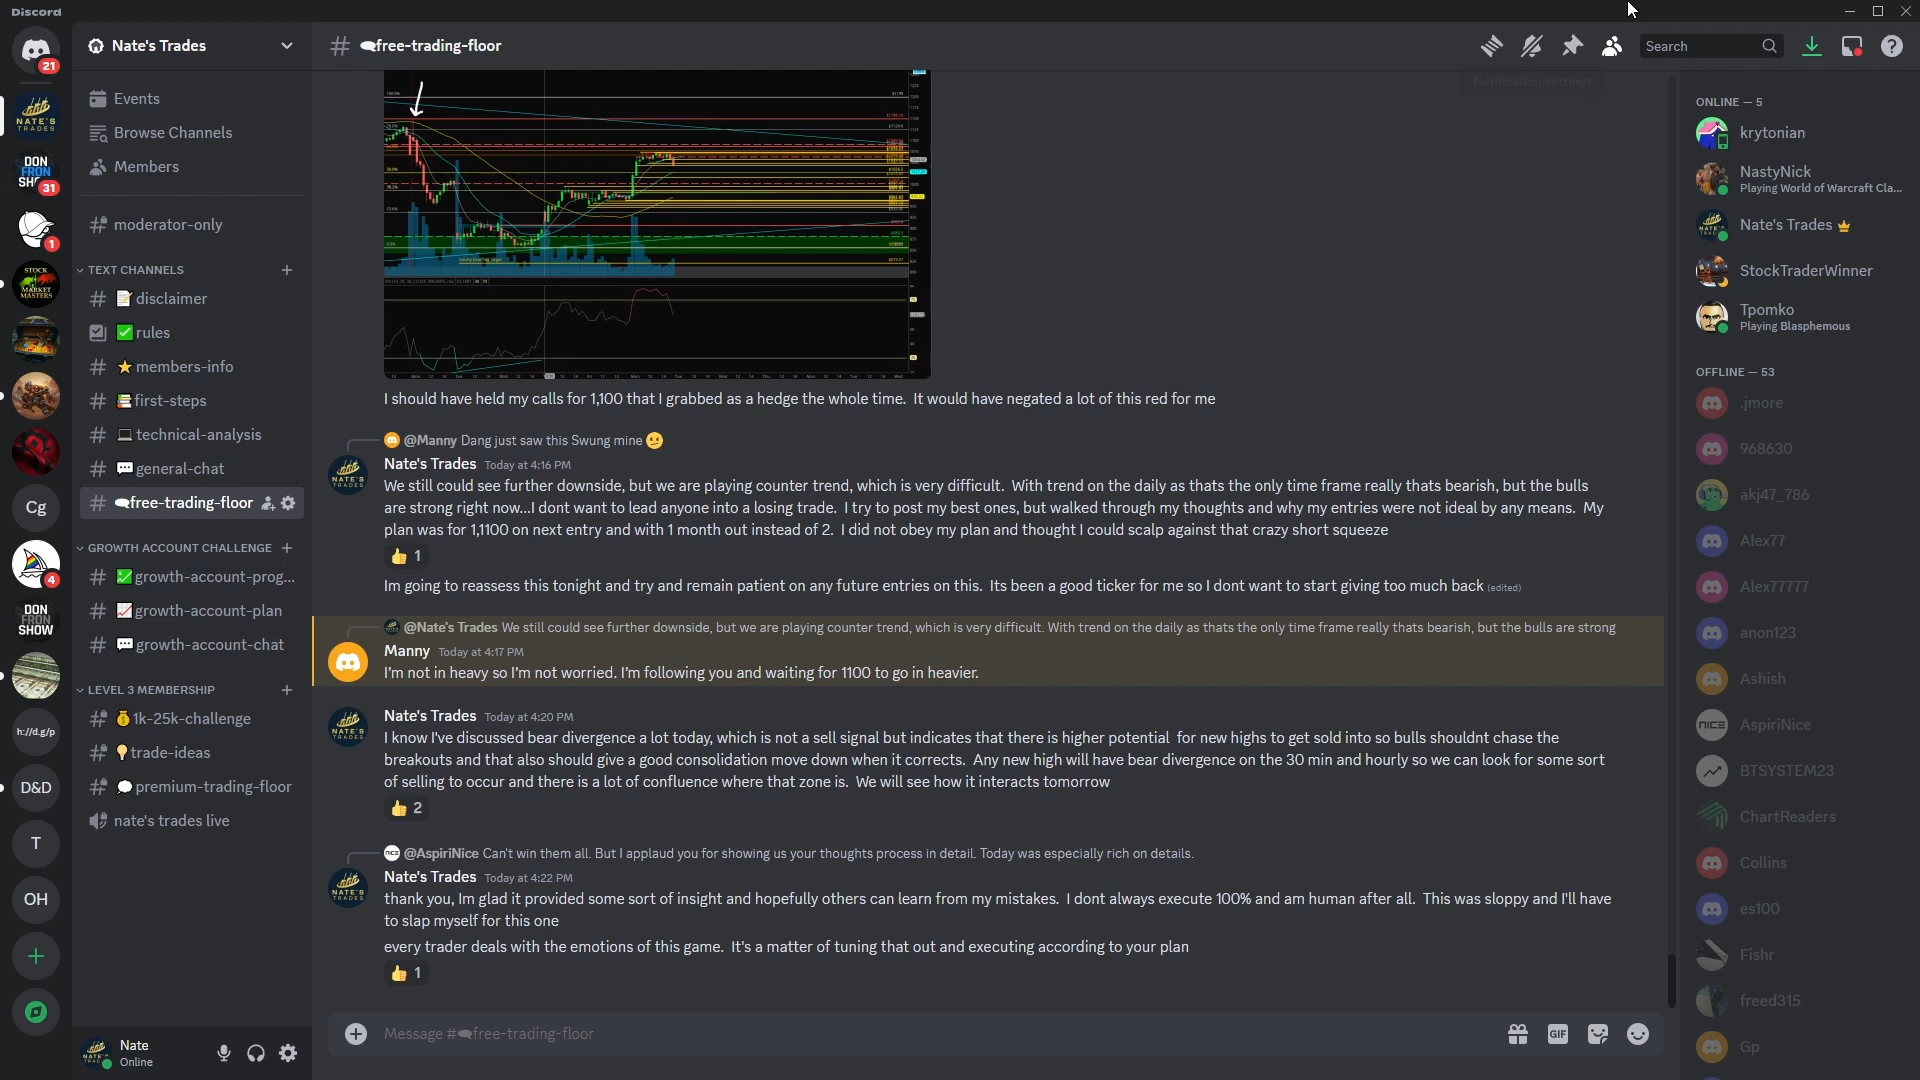 Discord
21
NATE'S
TRADES
DON
FRON
31
1
STOCK
MARKET
MASTERS
Cg
4
DON
FRON
SHOW
h://d.g/p
D&D
T
OH
Nate's Trades
Events
Browse Channels
Members
moderator-only
TEXT CHANNELS
disclaimer
rules
members-info
first-steps
technical-analysis
general-chat
free-trading-floor
GROWTH ACCOUNT CHALLENGE
growth-account-prog...
growth-account-plan
growth-account-chat
LEVEL 3 MEMBERSHIP
1k-25k-challenge
trade-ideas
premium-trading-floor
nate's trades live
Nate
Online
free-trading-floor
Search
Notification Settings
I should have held my calls for 1,100 that I grabbed as a hedge the whole time. It would have negated a lot of this red for me
@Manny Dang just saw this Swung mine 😕
Nate's Trades Today at 4:16 PM
We still could see further downside, but we are playing counter trend, which is very difficult. With trend on the daily as thats the only time frame really thats bearish, but the bulls
are strong right now...I dont want to lead anyone into a losing trade. I try to post my best ones, but walked through my thoughts and why my entries were not ideal by any means. My
plan was for 1,1100 on next entry and with 1 month out instead of 2. I did not obey my plan and thought I could scalp against that crazy short squeeze
👍 1
Im going to reassess this tonight and try and remain patient on any future entries on this. Its been a good ticker for me so I dont want to start giving too much back (edited)
@Nate's Trades We still could see further downside, but we are playing counter trend, which is very difficult. With trend on the daily as thats the only time frame really thats bearish, but the bulls are strong
Manny Today at 4:17 PM
I'm not in heavy so I'm not worried. I'm following you and waiting for 1100 to go in heavier.
Nate's Trades Today at 4:20 PM
I know I've discussed bear divergence a lot today, which is not a sell signal but indicates that there is higher potential for new highs to get sold into so bulls shouldnt chase the
breakouts and that also should give a good consolidation move down when it corrects. Any new high will have bear divergence on the 30 min and hourly so we can look for some sort
of selling to occur and there is a lot of confluence where that zone is. We will see how it interacts tomorrow
👍 2
@AspiriNice Can't win them all. But I applaud you for showing us your thoughts process in detail. Today was especially rich on details.
Nate's Trades Today at 4:22 PM
thank you, Im glad it provided some sort of insight and hopefully others can learn from my mistakes. I dont always execute 100% and am human after all. This was sloppy and I'll have
to slap myself for this one
every trader deals with the emotions of this game. It's a matter of tuning that out and executing according to your plan
👍 1
Message #free-trading-floor
GIF
ONLINE — 5
krytonian
NastyNick
Playing World of Warcraft Cla...
Nate's Trades
StockTraderWinner
Tpomko
Playing Blasphemous
OFFLINE — 53
.jmore
968630
akj47_786
Alex77
Alex77777
anon123
Ashish
AspiriNice
BTSYSTEM23
ChartReaders
Collins
es100
Fishr
freed315
Gp